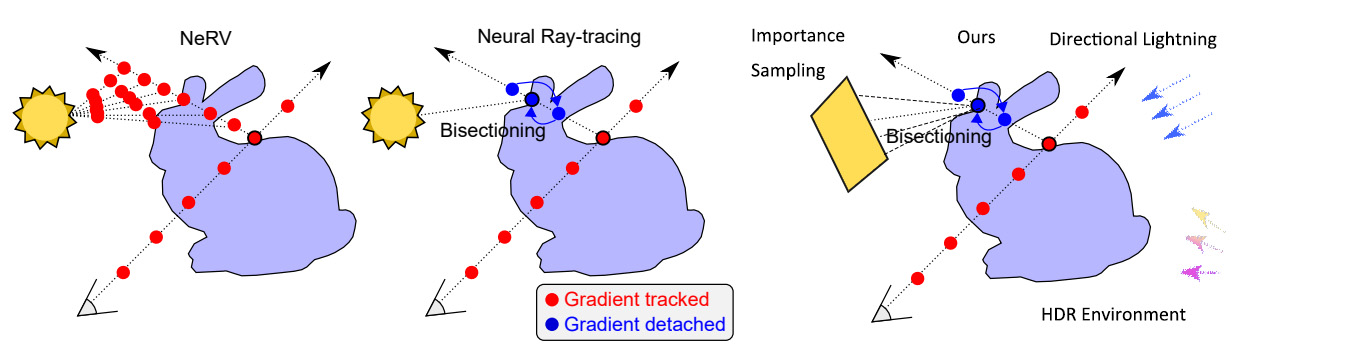 NeRV
Neural Ray-tracing
Importance
Sampling
Ours
Directional Lightning
Bisectioning
Bisectioning
HDR Environment
Gradient tracked
Gradient detached